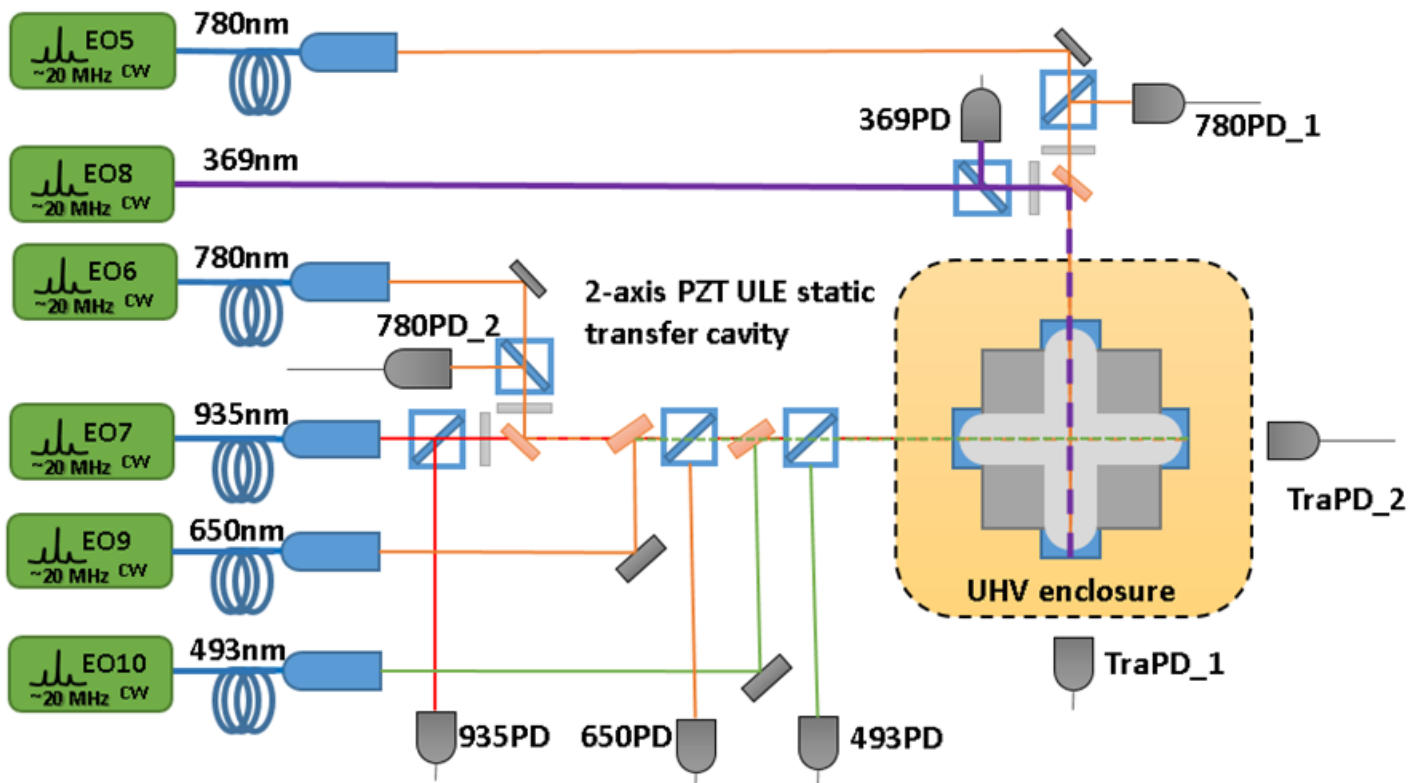 EO5
~20 MHz CW
780nm
369PD
780PD_1
EO8
~20 MHz CW
369nm
EO6
~20 MHz CW
780nm
780PD_2
2-axis PZT ULE static
transfer cavity
EO7
~20 MHz CW
935nm
TraPD_2
EO9
~20 MHz CW
650nm
UHV enclosure
EO10
~20 MHz CW
493nm
TraPD_1
935PD
650PD
493PD